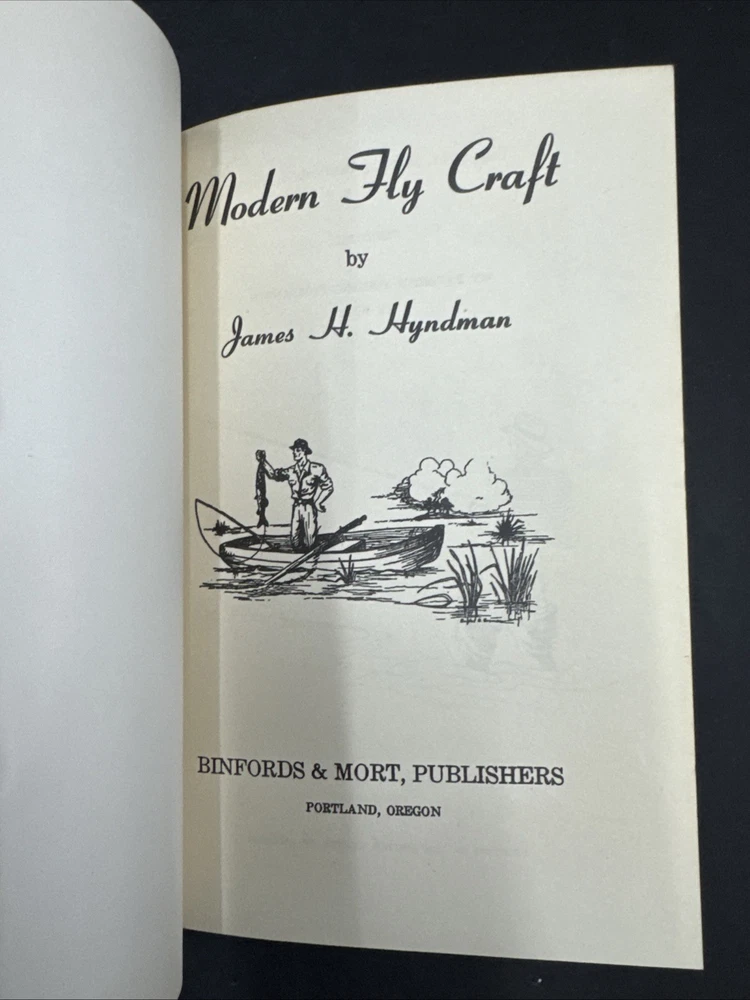 Modern Fly Craft
by
James H. Hyndman
BINFORDS & MORT, PUBLISHERS
PORTLAND, OREGON